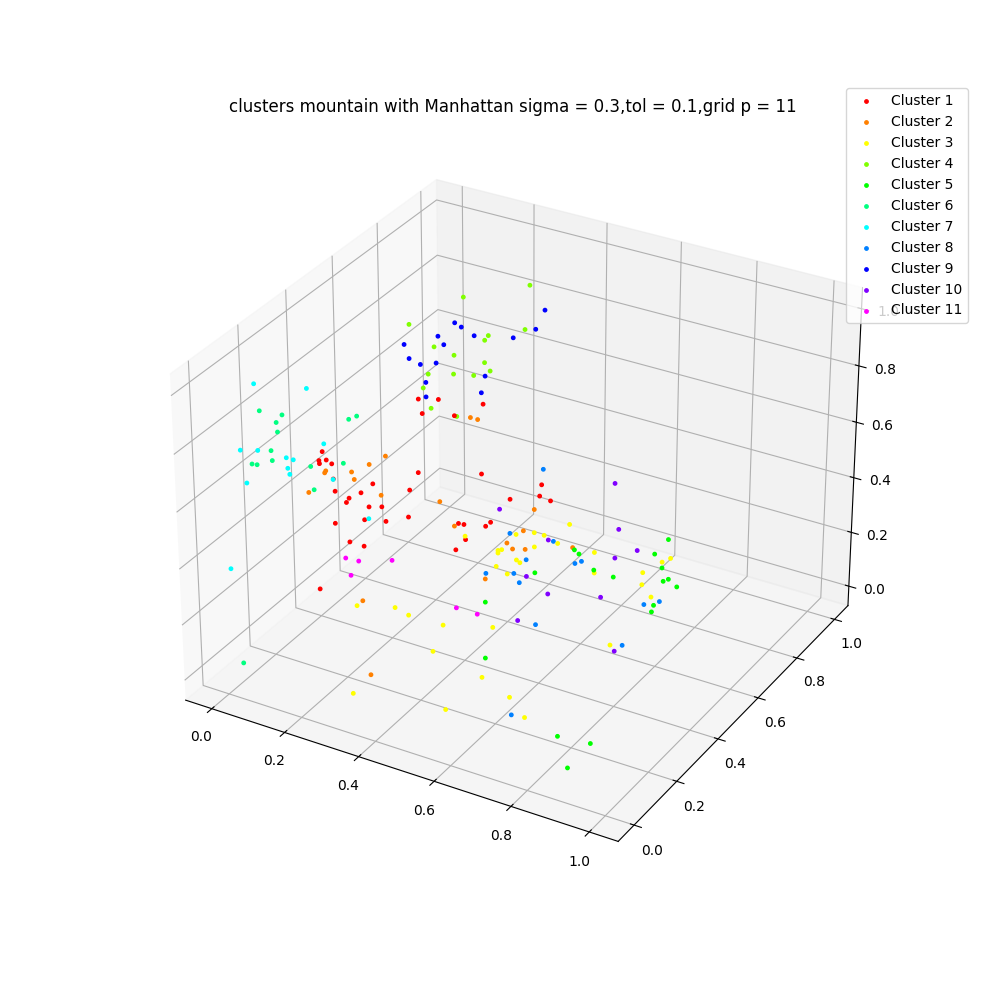 clusters mountain with Manhattan sigma = 0.3,tol = 0.1,grid p = 11
Cluster 1
Cluster 2
Cluster 3
Cluster 4
Cluster 5
Cluster 6
Cluster 7
Cluster 8
Cluster 9
Cluster 10
Cluster 11
0.8
0.6
0.4
0.2
0.0
1.0
0.8
0.6
0.4
0.2
0.0
0.0
0.2
0.4
0.6
0.8
1.0